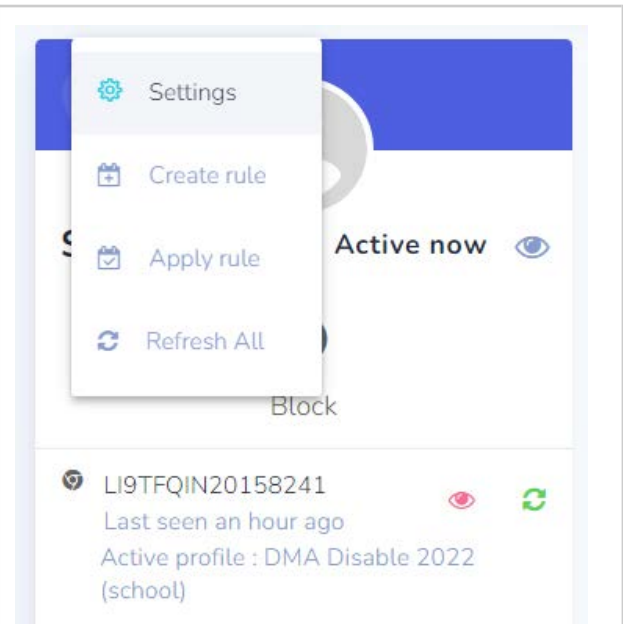 Settings
Create rule
Apply rule
Active now
Refresh All
Block
LI9TFQIN20158241
Last seen an hour ago
Active profile : DMA Disable 2022
(school)